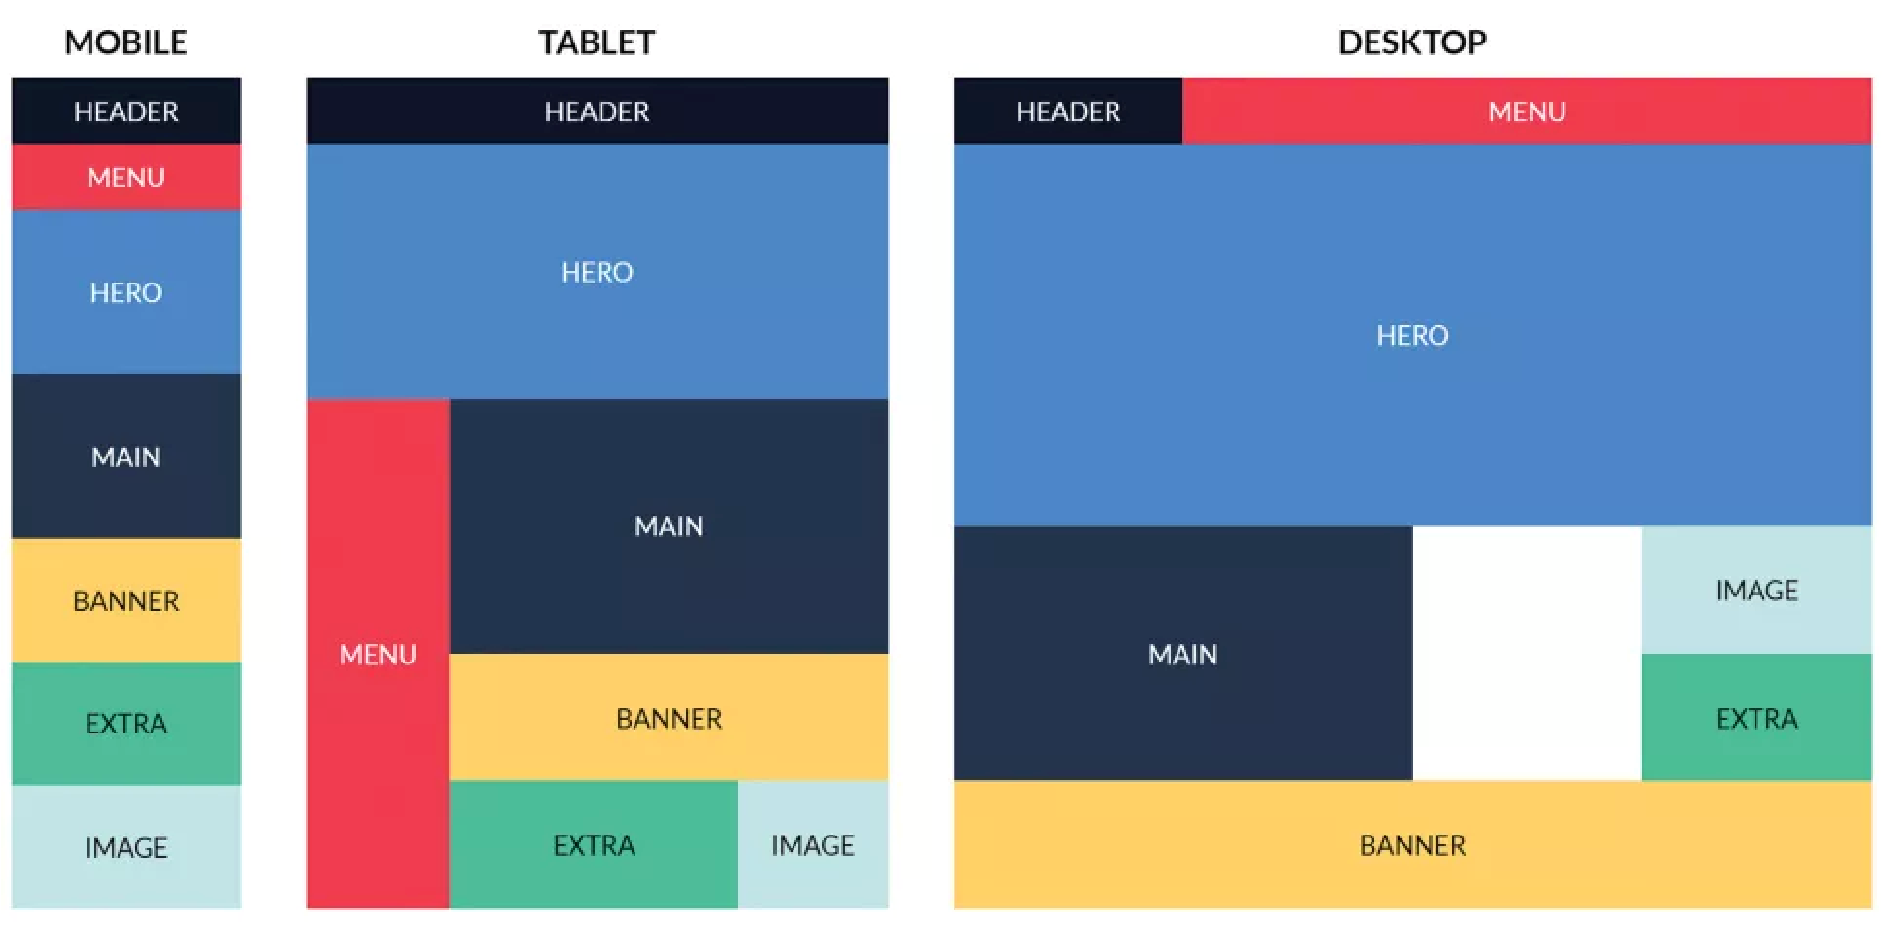 MOBILE
HEADER
MENU
HERO
MAIN
BANNER
EXTRA
IMAGE
TABLET
HEADER
HERO
MENU
MAIN
BANNER
EXTRA
IMAGE
DESKTOP
HEADER
MENU
HERO
MAIN
IMAGE
EXTRA
BANNER